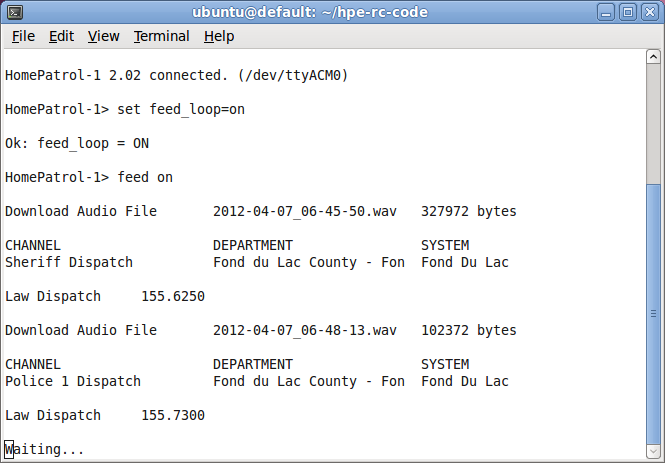 ubuntu@default: ~/hpe-rc-code
File Edit View Terminal Help
HomePatrol-1 2.02 connected. (/dev/ttyACM0)
HomePatrol-1> set feed_loop=on
Ok: feed_loop = ON
HomePatrol-1> feed on
Download Audio File 2012-04-07_06-45-50.wav 327972 bytes
CHANNEL DEPARTMENT SYSTEM
Sheriff Dispatch Fond du Lac County - Fon Fond Du Lac
Law Dispatch 155.6250
Download Audio File 2012-04-07_06-48-13.wav 102372 bytes
CHANNEL DEPARTMENT SYSTEM
Police 1 Dispatch Fond du Lac County - Fon Fond Du Lac
Law Dispatch 155.7300
Waiting...